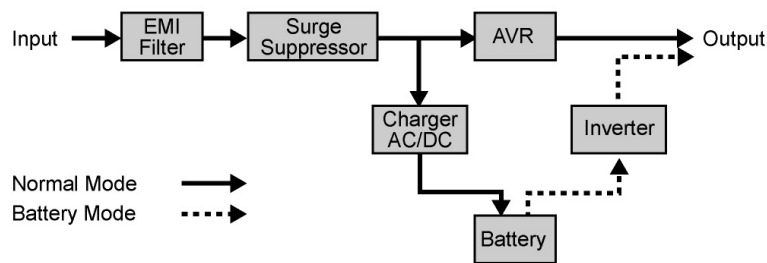 Input
EMI
Filter
Surge
Suppressor
AVR
Output
Charger
AC/DC
Inverter
Normal Mode
Battery Mode
Battery